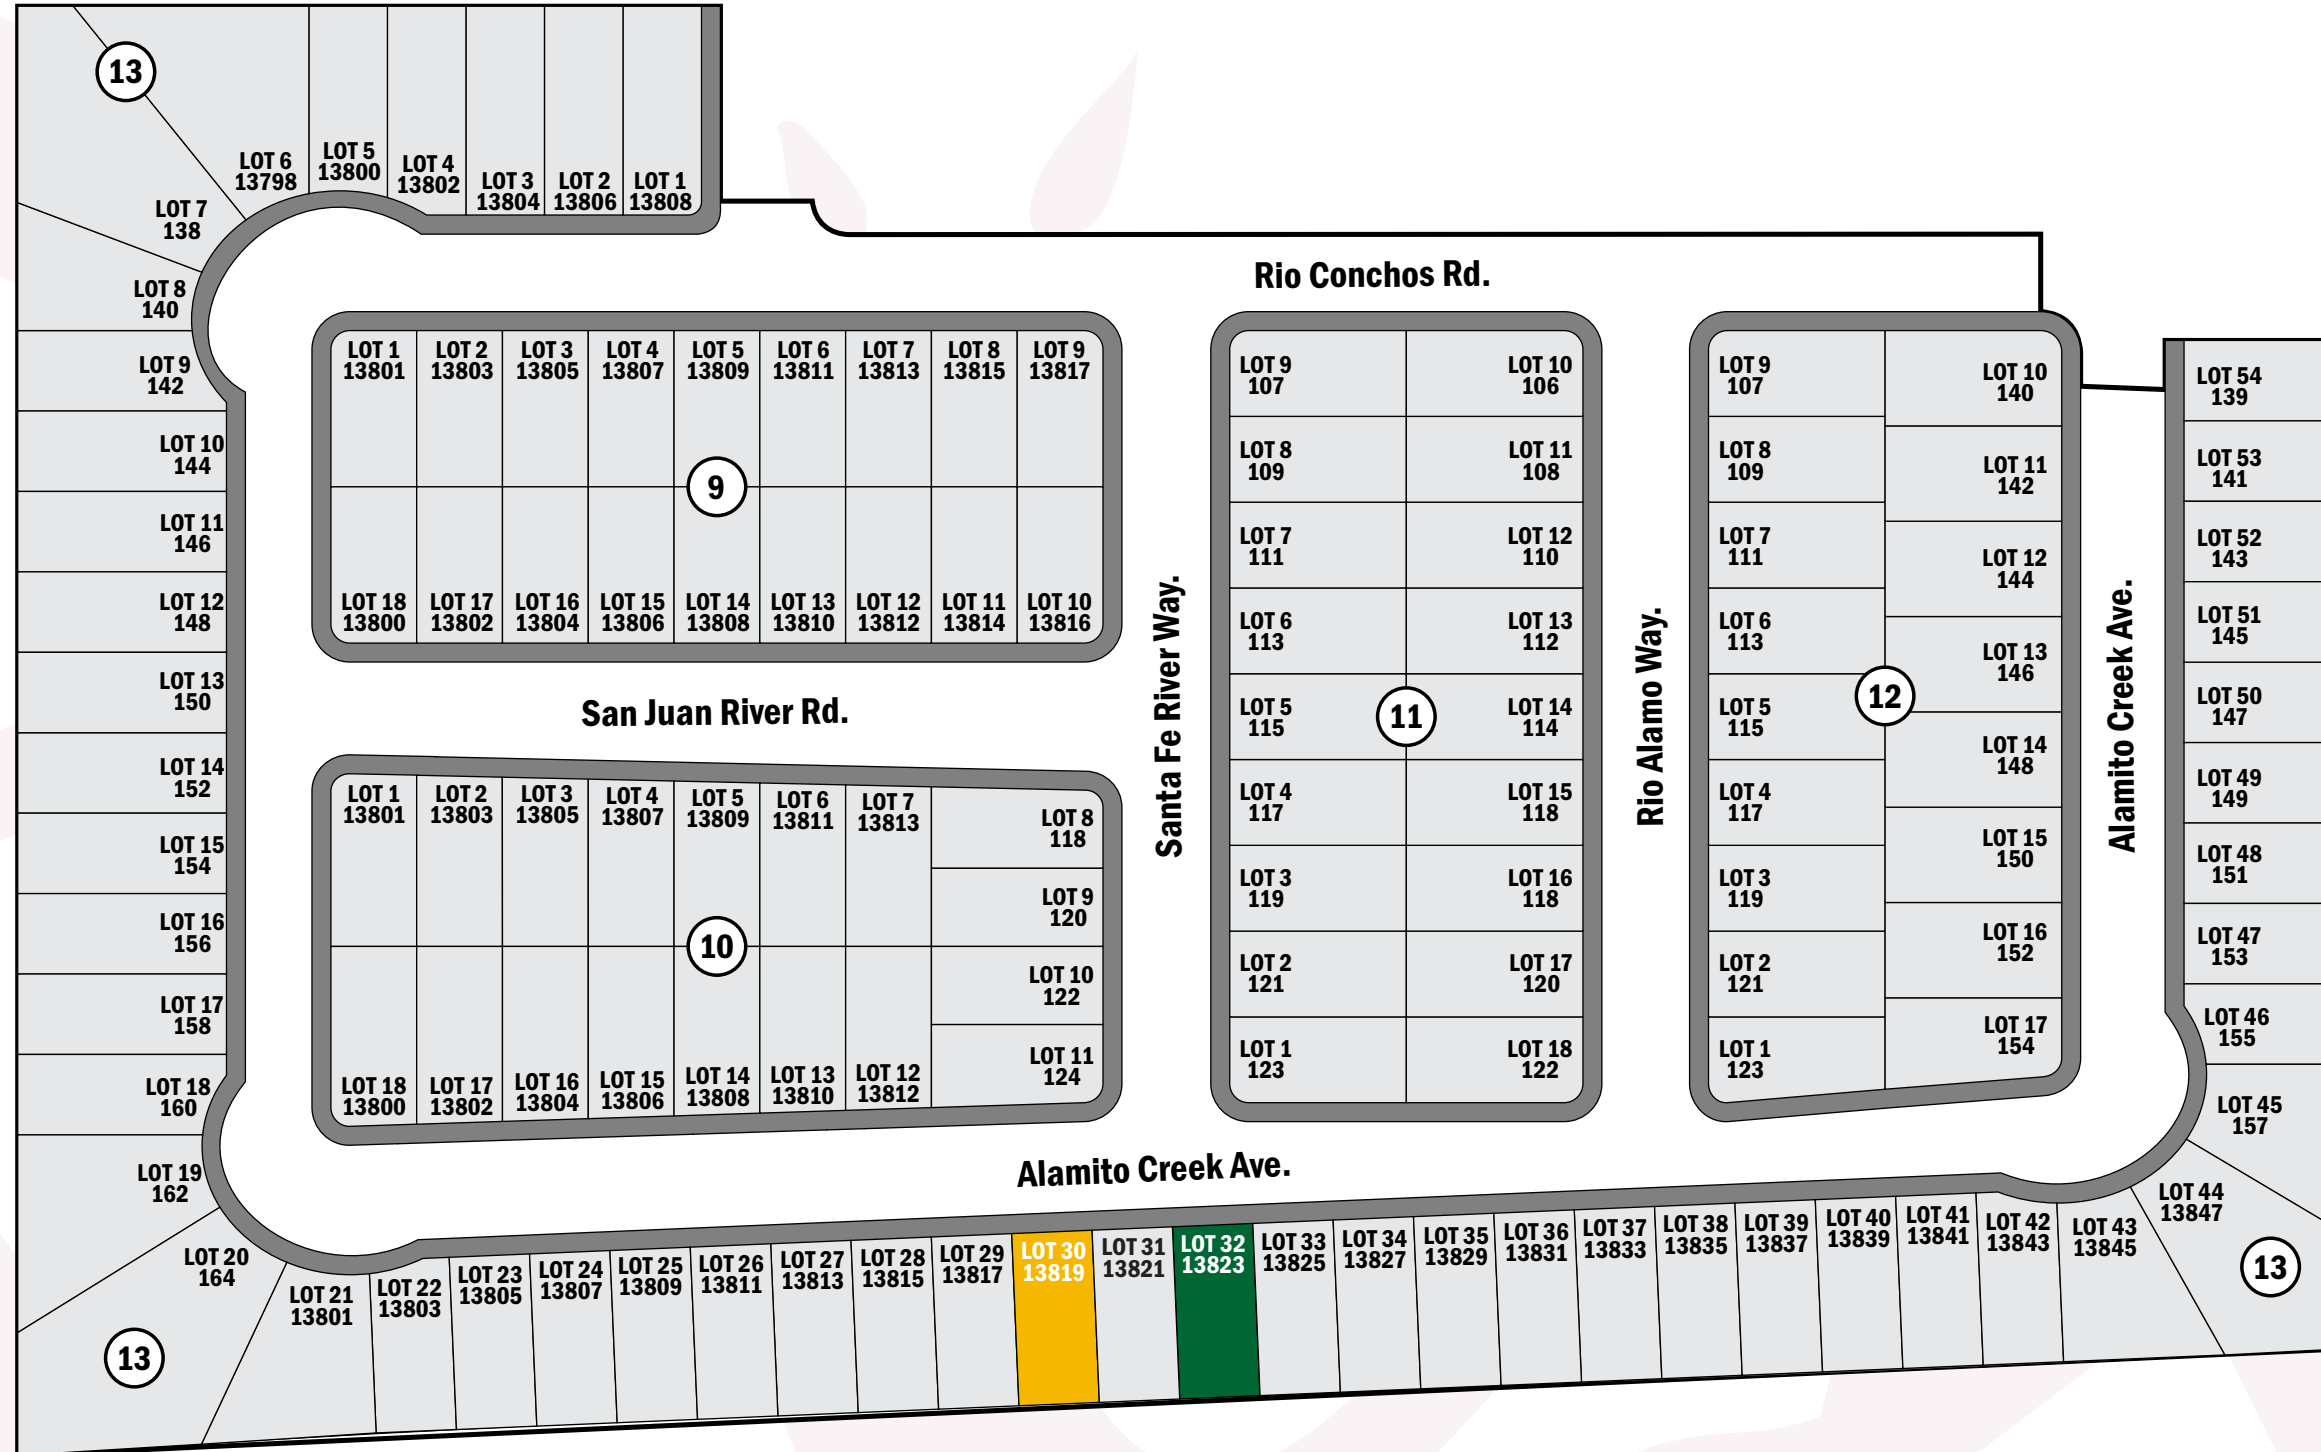 13
LOT 6
13798
LOT 5
13800
LOT 4
13802
LOT 3
13804
LOT 2
13806
LOT 1
13808
LOT 7
138
LOT 8
140
LOT 9
142
LOT 10
144
LOT 11
146
LOT 12
148
LOT 13
150
LOT 14
152
LOT 15
154
LOT 16
156
LOT 17
158
LOT 18
160
LOT 19
162
LOT 20
164
13
Rio Conchos Rd.
LOT 1
13801
LOT 2
13803
LOT 3
13805
LOT 4
13807
LOT 5
13809
LOT 6
13811
LOT 7
13813
LOT 8
13815
LOT 9
13817
9
LOT 18
13800
LOT 17
13802
LOT 16
13804
LOT 15
13806
LOT 14
13808
LOT 13
13810
LOT 12
13812
LOT 11
13814
LOT 10
13816
San Juan River Rd.
LOT 1
13801
LOT 2
13803
LOT 3
13805
LOT 4
13807
LOT 5
13809
LOT 6
13811
LOT 7
13813
LOT 8
118
LOT 9
120
10
LOT 10
122
LOT 11
124
LOT 18
13800
LOT 17
13802
LOT 16
13804
LOT 15
13806
LOT 14
13808
LOT 13
13810
LOT 12
13812
Santa Fe River Way.
LOT 9
107
LOT 10
106
LOT 8
109
LOT 11
108
LOT 7
111
LOT 12
110
LOT 6
113
LOT 13
112
LOT 5
115
11
LOT 14
114
LOT 4
117
LOT 15
118
LOT 3
119
LOT 16
118
LOT 2
121
LOT 17
120
LOT 1
123
LOT 18
122
Rio Alamo Way.
LOT 9
107
LOT 10
140
LOT 8
109
LOT 11
142
LOT 7
111
LOT 12
144
LOT 6
113
LOT 13
146
12
LOT 5
115
LOT 14
148
LOT 4
117
LOT 15
150
LOT 3
119
LOT 16
152
LOT 2
121
LOT 17
154
LOT 1
123
Alamito Creek Ave.
LOT 54
139
LOT 53
141
LOT 52
143
LOT 51
145
LOT 50
147
LOT 49
149
LOT 48
151
LOT 47
153
LOT 46
155
LOT 45
157
LOT 44
13847
13
Alamito Creek Ave.
LOT 21
13801
LOT 22
13803
LOT 23
13805
LOT 24
13807
LOT 25
13809
LOT 26
13811
LOT 27
13813
LOT 28
13815
LOT 29
13817
LOT 30
13819
LOT 31
13821
LOT 32
13823
LOT 33
13825
LOT 34
13827
LOT 35
13829
LOT 36
13831
LOT 37
13833
LOT 38
13835
LOT 39
13837
LOT 40
13839
LOT 41
13841
LOT 42
13843
LOT 43
13845